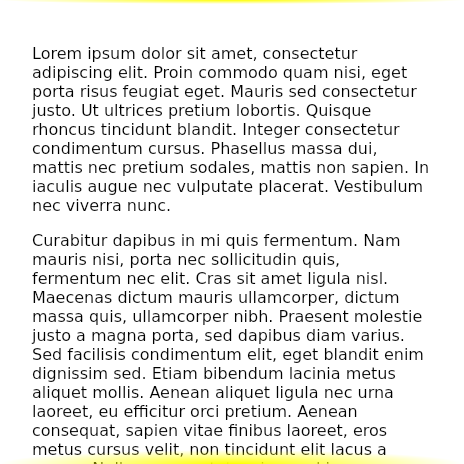 Lorem ipsum dolor sit amet, consectetur
adipiscing elit. Proin commodo quam nisi, eget
porta risus feugiat eget. Mauris sed consectetur
justo. Ut ultrices pretium lobortis. Quisque
rhoncus tincidunt blandit. Integer consectetur
condimentum cursus. Phasellus massa dui,
mattis nec pretium sodales, mattis non sapien. In
iaculis augue nec vulputate placerat. Vestibulum
nec viverra nunc.
Curabitur dapibus in mi quis fermentum. Nam
mauris nisi, porta nec sollicitudin quis,
fermentum nec elit. Cras sit amet ligula nisl.
Maecenas dictum mauris ullamcorper, dictum
massa quis, ullamcorper nibh. Praesent molestie
justo a magna porta, sed dapibus diam varius.
Sed facilisis condimentum elit, eget blandit enim
dignissim sed. Etiam bibendum lacinia metus
aliquet mollis. Aenean aliquet ligula nec urna
laoreet, eu efficitur orci pretium. Aenean
consequat, sapien vitae finibus laoreet, eros
metus cursus velit, non tincidunt elit lacus a